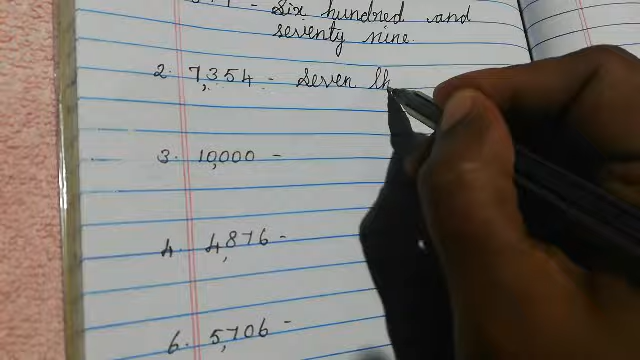 - Six hundred and
seventy nine.
2. 7,354 - Seven th
3. 10,000 -
4. 4,876 -
6. 5,706 -